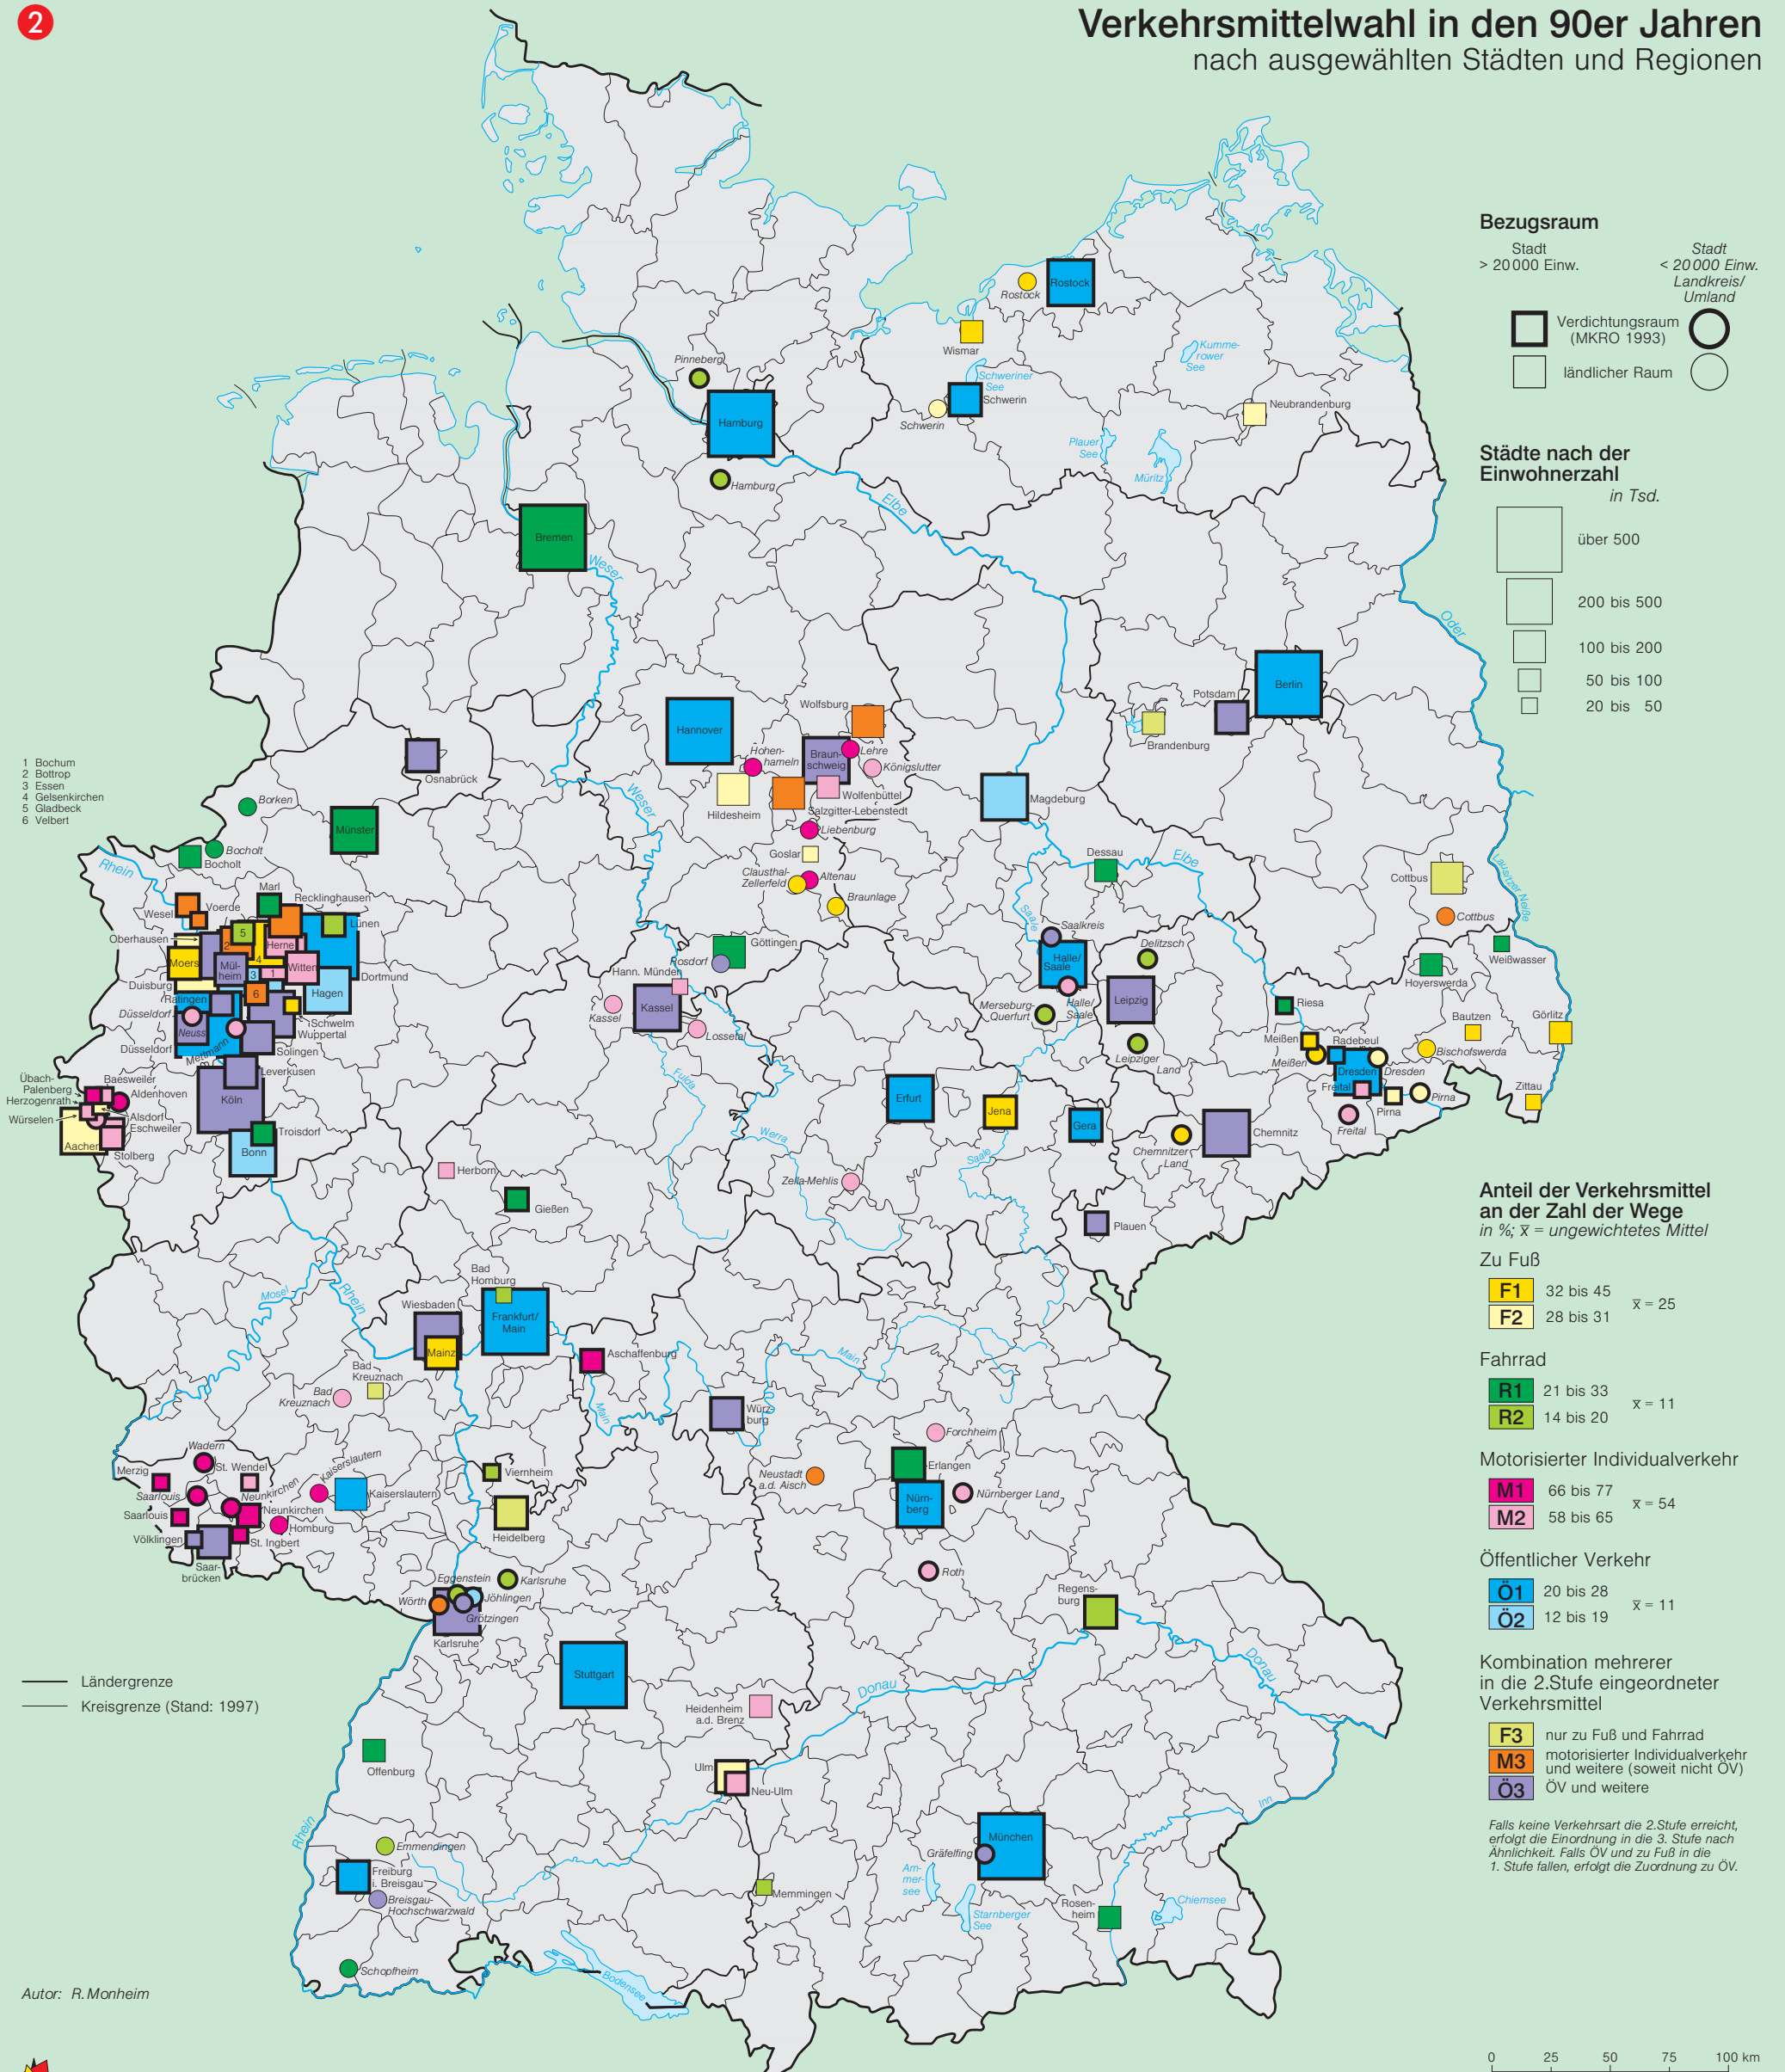 2
Verkehrsmittelwahl in den 90er Jahren
nach ausgewählten Städten und Regionen
Bezugsraum
Stadt
> 20 000 Einw.
Stadt
< 20 000 Einw.
Landkreis/
Umland
Verdichtungsraum
(MKRO 1993)
ländlicher Raum
Städte nach der
Einwohnerzahl
in Tsd.
über 500
200 bis 500
100 bis 200
50 bis 100
20 bis 50
Anteil der Verkehrsmittel
an der Zahl der Wege
in %; x̅ = ungewichtetes Mittel
Zu Fuß
F1 32 bis 45
F2 28 bis 31
x̅ = 25
Fahrrad
R1 21 bis 33
R2 14 bis 20
x̅ = 11
Motorisierter Individualverkehr
M1 66 bis 77
M2 58 bis 65
x̅ = 54
Öffentlicher Verkehr
Ö1 20 bis 28
Ö2 12 bis 19
x̅ = 11
Kombination mehrerer
in die 2.Stufe eingeordneter
Verkehrsmittel
F3 nur zu Fuß und Fahrrad
M3 motorisierter Individualverkehr
und weitere (soweit nicht ÖV)
Ö3 ÖV und weitere
Falls keine Verkehrsart die 2.Stufe erreicht,
erfolgt die Einordnung in die 3. Stufe nach
Ähnlichkeit. Falls ÖV und zu Fuß in die
1. Stufe fallen, erfolgt die Zuordnung zu ÖV.
0 25 50 75 100 km
1 Bochum
2 Bottrop
3 Essen
4 Gelsenkirchen
5 Gladbeck
6 Velbert
Ländergrenze
Kreisgrenze (Stand: 1997)
Autor: R. Monheim
Rostock
Rostock
Wismar
Kumme-
rower
See
Pinneberg
Schweriner
See
Schwerin
Schwerin
Neubrandenburg
Hamburg
Plauer
See
Müritz
Hamburg
Elbe
Bremen
Weser
Oder
Berlin
Potsdam
Brandenburg
Wolfsburg
Hannover
Hohen-
hameln
Braun-
schweig
Lehre
Königslutter
Osnabrück
Hildesheim
Wolfenbüttel
Salzgitter-Lebenstedt
Magdeburg
Weser
Borken
Münster
Liebenburg
Bocholt
Bocholt
Rhein
Goslar
Clausthal-
Zellerfeld
Altenau
Braunlage
Dessau
Elbe
Lausitzer Neiße
Cottbus
Cottbus
Marl
Recklinghausen
Wesel
Voerde
Lünen
Oberhausen
5
2
4
Herne
Moers
Mül-
heim
3
1
Witten
Dortmund
Duisburg
Hagen
6
Ratingen
Düsseldorf
Schwelm
Wuppertal
Neuss
Düsseldorf
Mettmann
Solingen
Leverkusen
Göttingen
Rosdorf
Hann. Münden
Kassel
Kassel
Lossetal
Fulda
Saale
Saalkreis
Halle/
Saale
Halle/
Saale
Delitzsch
Leipzig
Merseburg-
Querfurt
Leipziger
Land
Weißwasser
Hoyerswerda
Riesa
Bautzen
Görlitz
Meißen
Meißen
Radebeul
Bischofswerda
Dresden
Dresden
Freital
Pirna
Pirna
Freital
Zittau
Übach-
Palenberg
Baesweiler
Herzogenrath
Aldenhoven
Würselen
Alsdorf
Eschweiler
Aachen
Stolberg
Köln
Troisdorf
Bonn
Erfurt
Jena
Gera
Chemnitz
Chemnitzer
Land
Werra
Saale
Herborn
Gießen
Zella-Mehlis
Plauen
Mosel
Rhein
Bad
Homburg
Wiesbaden
Frankfurt/
Main
Mainz
Aschaffenburg
Main
Main
Bad
Kreuznach
Bad
Kreuznach
Würz-
burg
Forchheim
Wadern
Merzig
St. Wendel
Kaiserslautern
Kaiserslautern
Viernheim
Neustadt
a.d. Aisch
Erlangen
Nürn-
berg
Nürnberger Land
Saarlouis
Neunkirchen
Neunkirchen
Saarlouis
Homburg
Völklingen
St. Ingbert
Saar-
brücken
Heidelberg
Roth
Eggenstein
Karlsruhe
Wörth
Jöhlingen
Grötzingen
Karlsruhe
Regens-
burg
Donau
Stuttgart
Donau
Heidenheim
a.d. Brenz
Offenburg
Ulm
Neu-Ulm
Inn
Rhein
Emmendingen
München
Gräfelfing
Freiburg
i. Breisgau
Breisgau-
Hochschwarzwald
Memmingen
Am-
mer-
see
Starnberger
See
Rosen-
heim
Chiemsee
Schopfheim
Bodensee